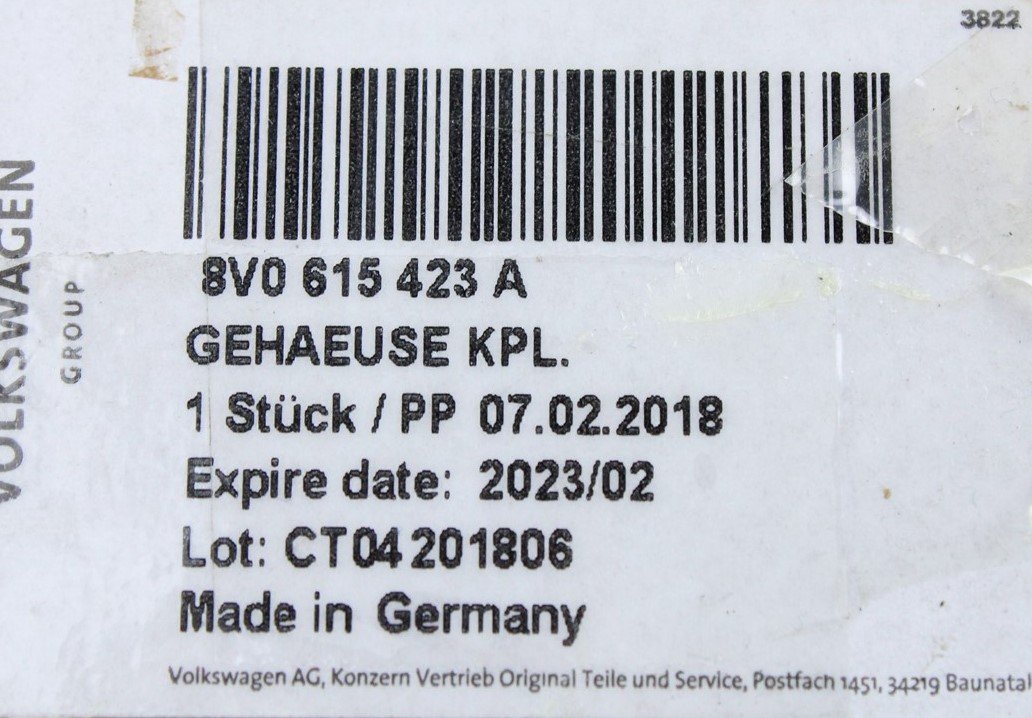 3822
VOLKSWAGEN
GROUP
8V0 615 423 A
GEHAEUSE KPL.
1 Stück / PP 07.02.2018
Expire date: 2023/02
Lot: CT04 201806
Made in Germany
Volkswagen AG, Konzern Vertrieb Original Teile und Service, Postfach 1451, 34219 Baunatal